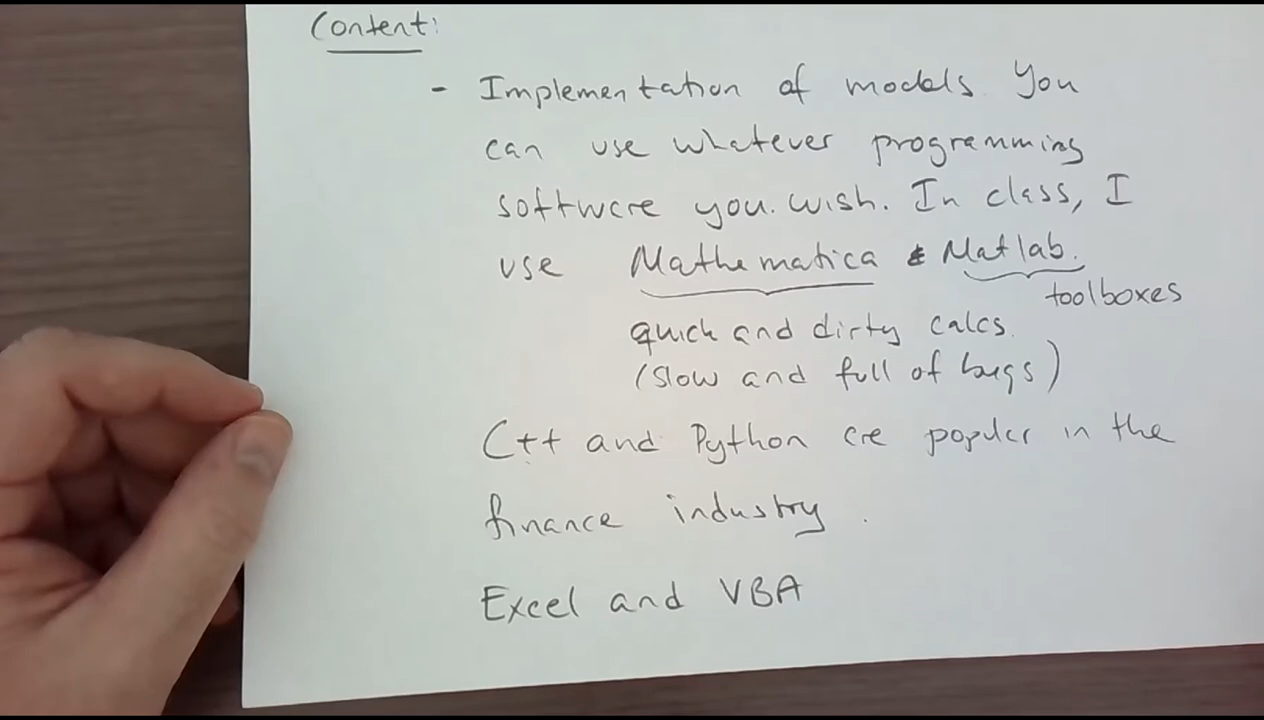 Content:
- Implementation of models You
can use whatever programming
software you wish. In class, I
use Mathematica & Matlab.
toolboxes
quick and dirty calcs.
(slow and full of bugs)
C++ and Python are popular in the
finance industry.
Excel and VBA